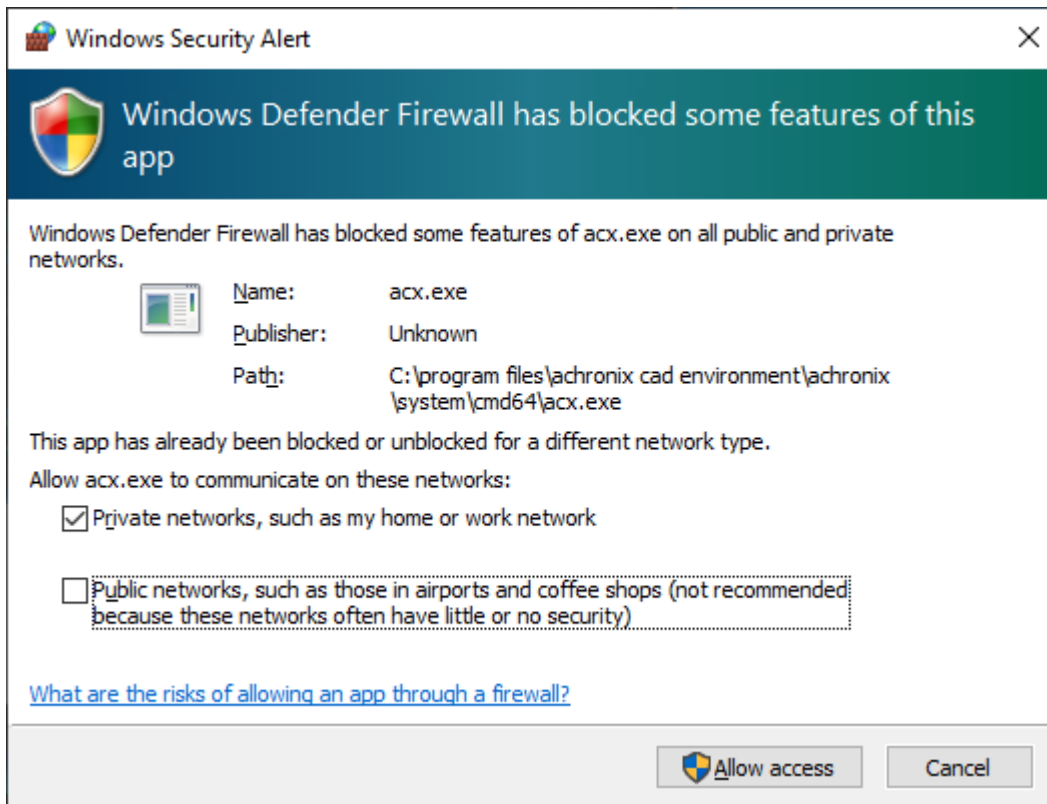 Windows Security Alert
Windows Defender Firewall has blocked some features of this
app
Windows Defender Firewall has blocked some features of acx.exe on all public and private
networks.
Name: acx.exe
Publisher: Unknown
Path: C:\program files\achronix cad environment\achronix
\system\cmd64\acx.exe
This app has already been blocked or unblocked for a different network type.
Allow acx.exe to communicate on these networks:
Private networks, such as my home or work network
Public networks, such as those in airports and coffee shops (not recommended
because these networks often have little or no security)
What are the risks of allowing an app through a firewall?
Allow access Cancel